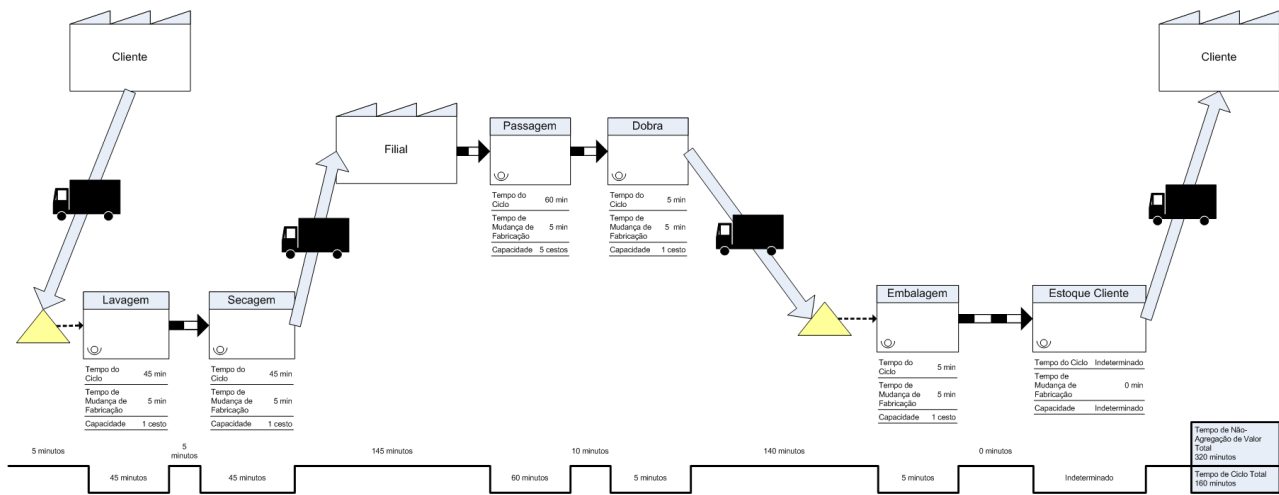 Cliente
Cliente
Filial
Passagem
Dobra
Tempo do
Ciclo 60 min
Tempo de
Mudança de
Fabricação 5 min
Capacidade 5 cestos
Tempo do
Ciclo 5 min
Tempo de
Mudança de
Fabricação 5 min
Capacidade 1 cesto
Lavagem
Secagem
Embalagem
Estoque Cliente
Tempo do
Ciclo 45 min
Tempo de
Mudança de
Fabricação 5 min
Capacidade 1 cesto
Tempo do
Ciclo 45 min
Tempo de
Mudança de
Fabricação 5 min
Capacidade 1 cesto
Tempo do
Ciclo 5 min
Tempo de
Mudança de
Fabricação 5 min
Capacidade 1 cesto
Tempo do Ciclo Indeterminado
Tempo de
Mudança de
Fabricação 0 min
Capacidade Indeterminado
5 minutos
5
minutos
145 minutos
10 minutos
140 minutos
0 minutos
45 minutos
45 minutos
60 minutos
5 minutos
5 minutos
Indeterminado
Tempo de Não-
Agregação de Valor
Total
320 minutos
Tempo de Ciclo Total
160 minutos